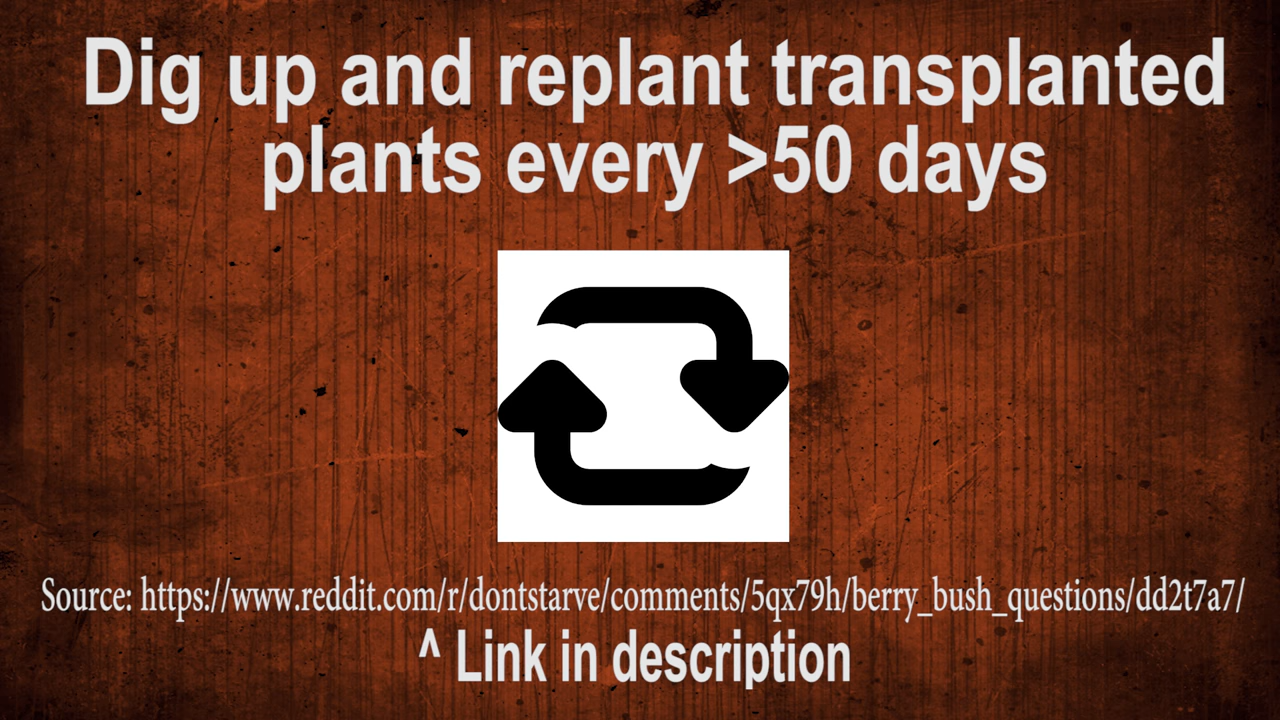 Dig up and replant transplanted
plants every >50 days
Source: https://www.reddit.com/r/dontstarve/comments/5qx79h/berry_bush_questions/dd2t7a7/
^ Link in description